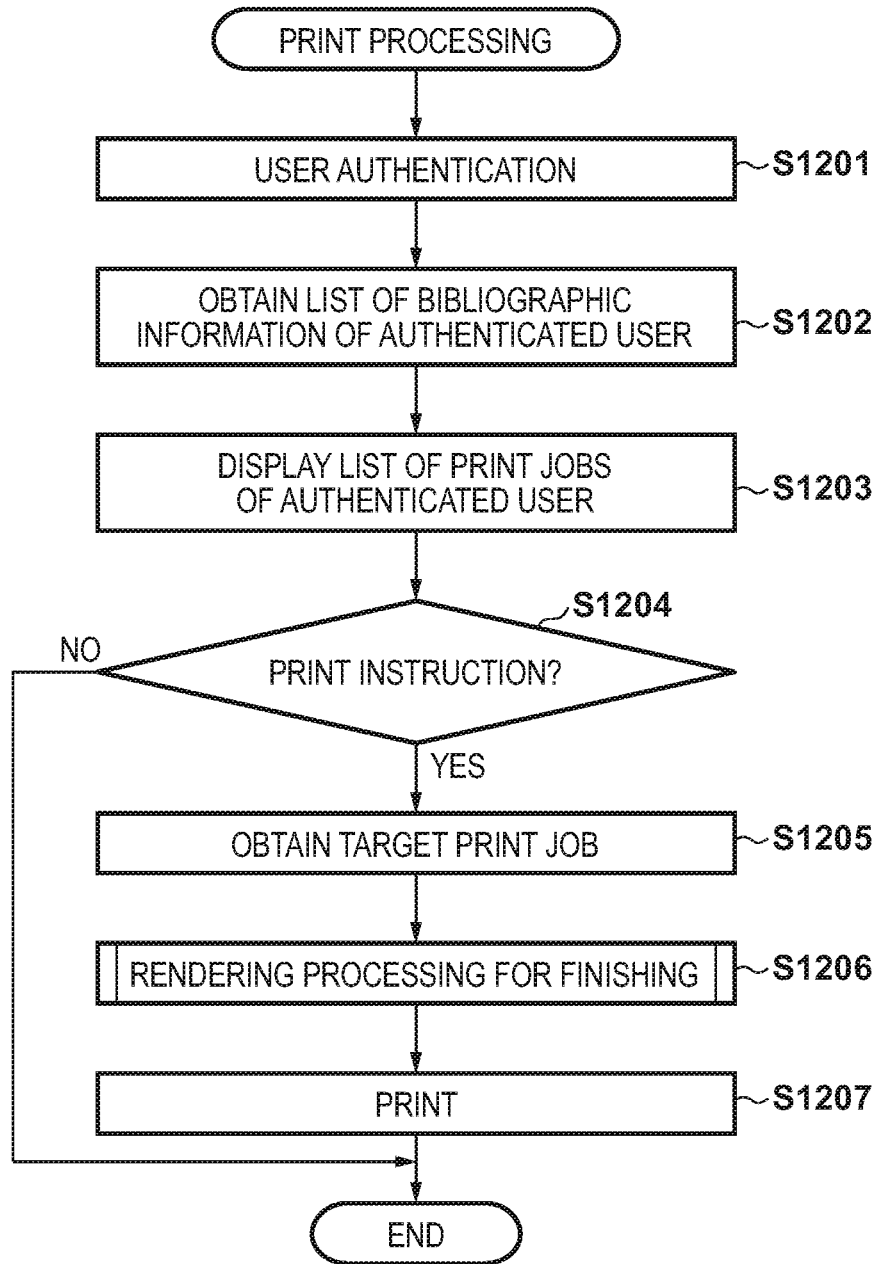 PRINT PROCESSING
USER AUTHENTICATION
S1201
OBTAIN LIST OF BIBLIOGRAPHIC
INFORMATION OF AUTHENTICATED USER
S1202
DISPLAY LIST OF PRINT JOBS
OF AUTHENTICATED USER
S1203
S1204
NO
PRINT INSTRUCTION?
YES
OBTAIN TARGET PRINT JOB
S1205
RENDERING PROCESSING FOR FINISHING
S1206
PRINT
S1207
END